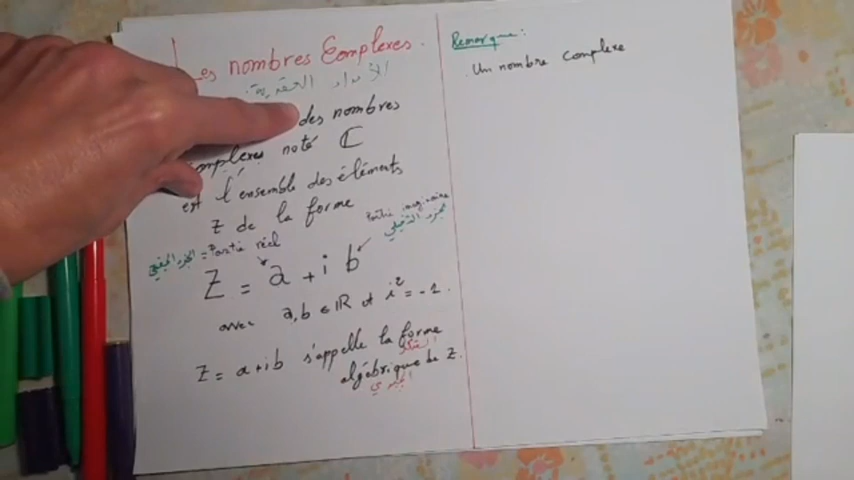 Les nombres Complexes.
الأعداد العقدية
des nombres
complexes noté ℂ
est l'ensemble des éléments
z de la forme
Partie imaginaire
الجزء التخيلي
الجزء الحقيقي = Partie réel
Z = a + i b
avec a, b ∈ ℝ et i² = -1.
Z = a + ib s'appelle la forme
الشكل
algébrique de Z.
الجبري
Remarque:
. Un nombre complexe